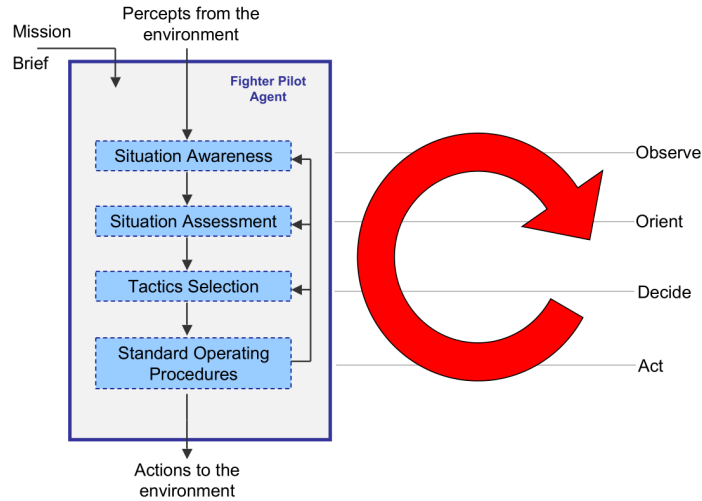 Mission
Brief
Percepts from the
environment
Fighter Pilot
Agent
Situation Awareness
Situation Assessment
Tactics Selection
Standard Operating
Procedures
Actions to the
environment
Observe
Orient
Decide
Act